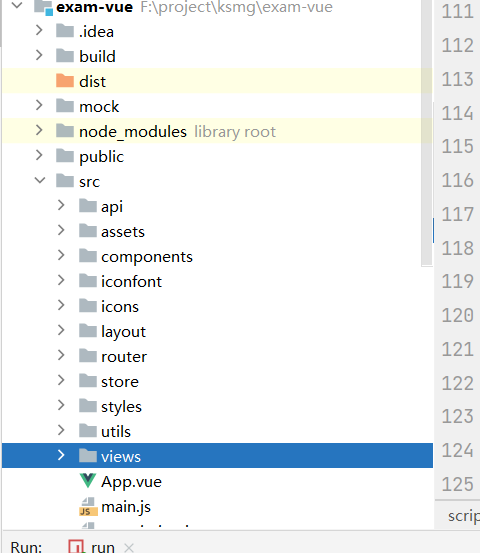 exam-vue F:\project\ksmg\exam-vue
.idea
build
dist
mock
node_modules library root
public
src
api
assets
components
iconfont
icons
layout
router
store
styles
utils
views
App.vue
JS main.js
111
112
113
114
115
116
117
118
119
120
121
122
123
124
125
scrip
Run: run